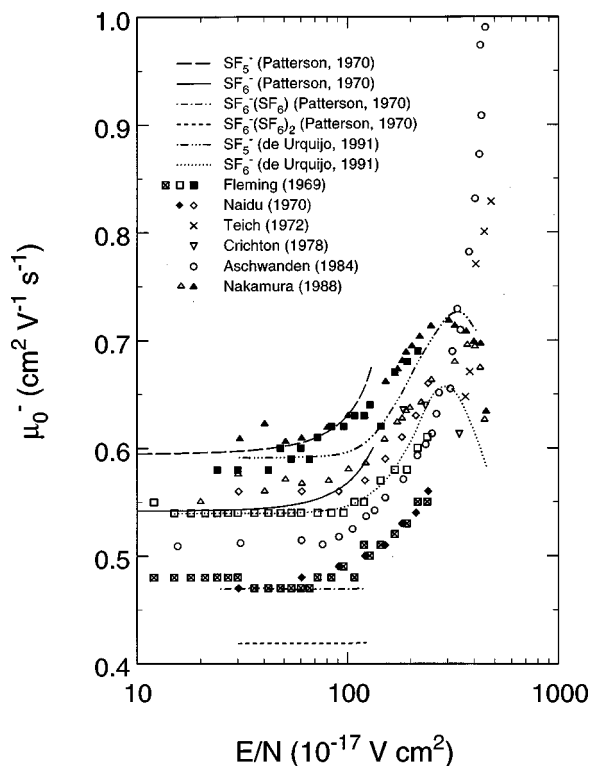 1.0
0.9
0.8
0.7
0.6
0.5
0.4
μ₀⁻ (cm² V⁻¹ s⁻¹)
SF₅⁻ (Patterson, 1970)
SF₆⁻ (Patterson, 1970)
SF₆⁻(SF₆) (Patterson, 1970)
SF₆⁻(SF₆)₂ (Patterson, 1970)
SF₅⁻ (de Urquijo, 1991)
SF₆⁻ (de Urquijo, 1991)
Fleming (1969)
Naidu (1970)
Teich (1972)
Crichton (1978)
Aschwanden (1984)
Nakamura (1988)
10 100 1000
E/N (10⁻¹⁷ V cm²)